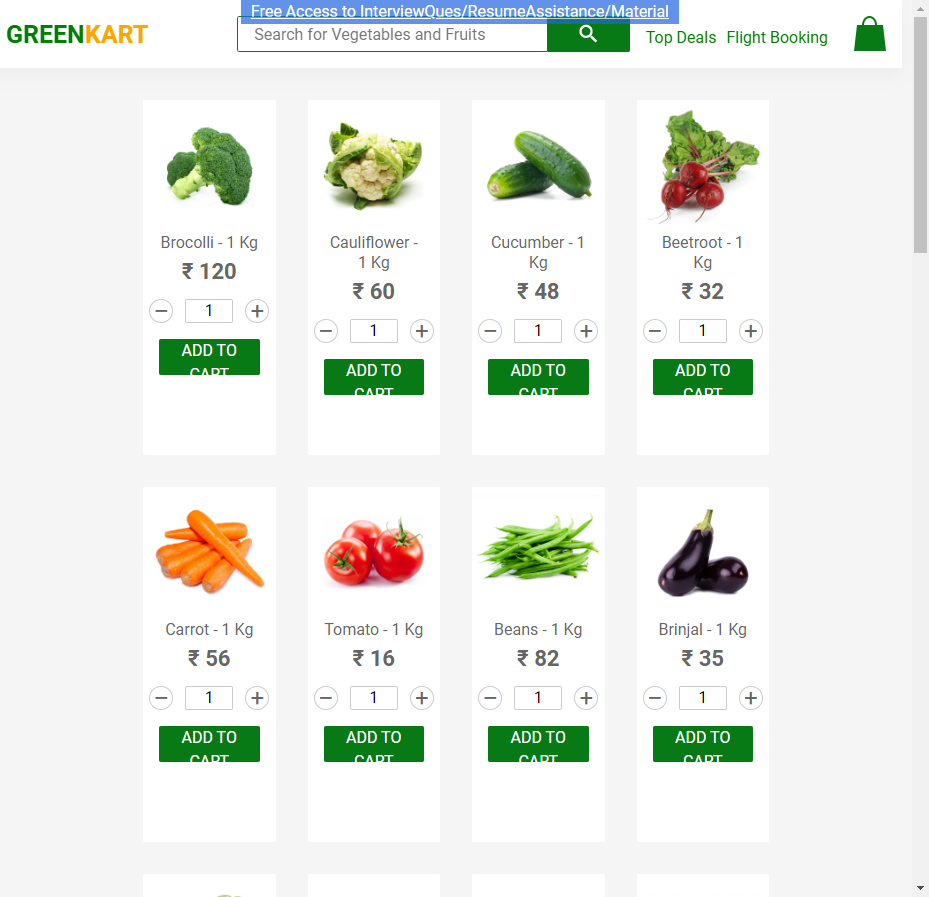 Free Access to InterviewQues/ResumeAssistance/Material
GREENKART
Search for Vegetables and Fruits
Top Deals
Flight Booking
Brocolli - 1 Kg
₹ 120
1
ADD TO
CART
Cauliflower -
1 Kg
₹ 60
1
ADD TO
CART
Cucumber - 1
Kg
₹ 48
1
ADD TO
CART
Beetroot - 1
Kg
₹ 32
1
ADD TO
CART
Carrot - 1 Kg
₹ 56
1
ADD TO
CART
Tomato - 1 Kg
₹ 16
1
ADD TO
CART
Beans - 1 Kg
₹ 82
1
ADD TO
CART
Brinjal - 1 Kg
₹ 35
1
ADD TO
CART